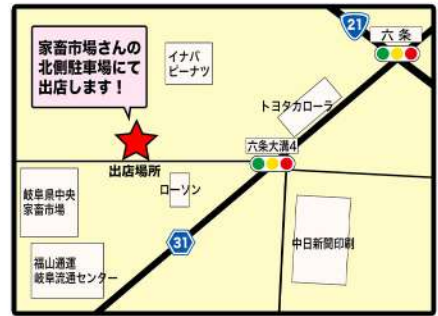 21
六条
家畜市場さんの
北側駐車場にて
出店します！
イナバ
ピーナツ
トヨタカローラ
六条大溝4
出店場所
ローソン
岐阜県中央
家畜市場
31
中日新聞印刷
福山通運
岐阜流通センター